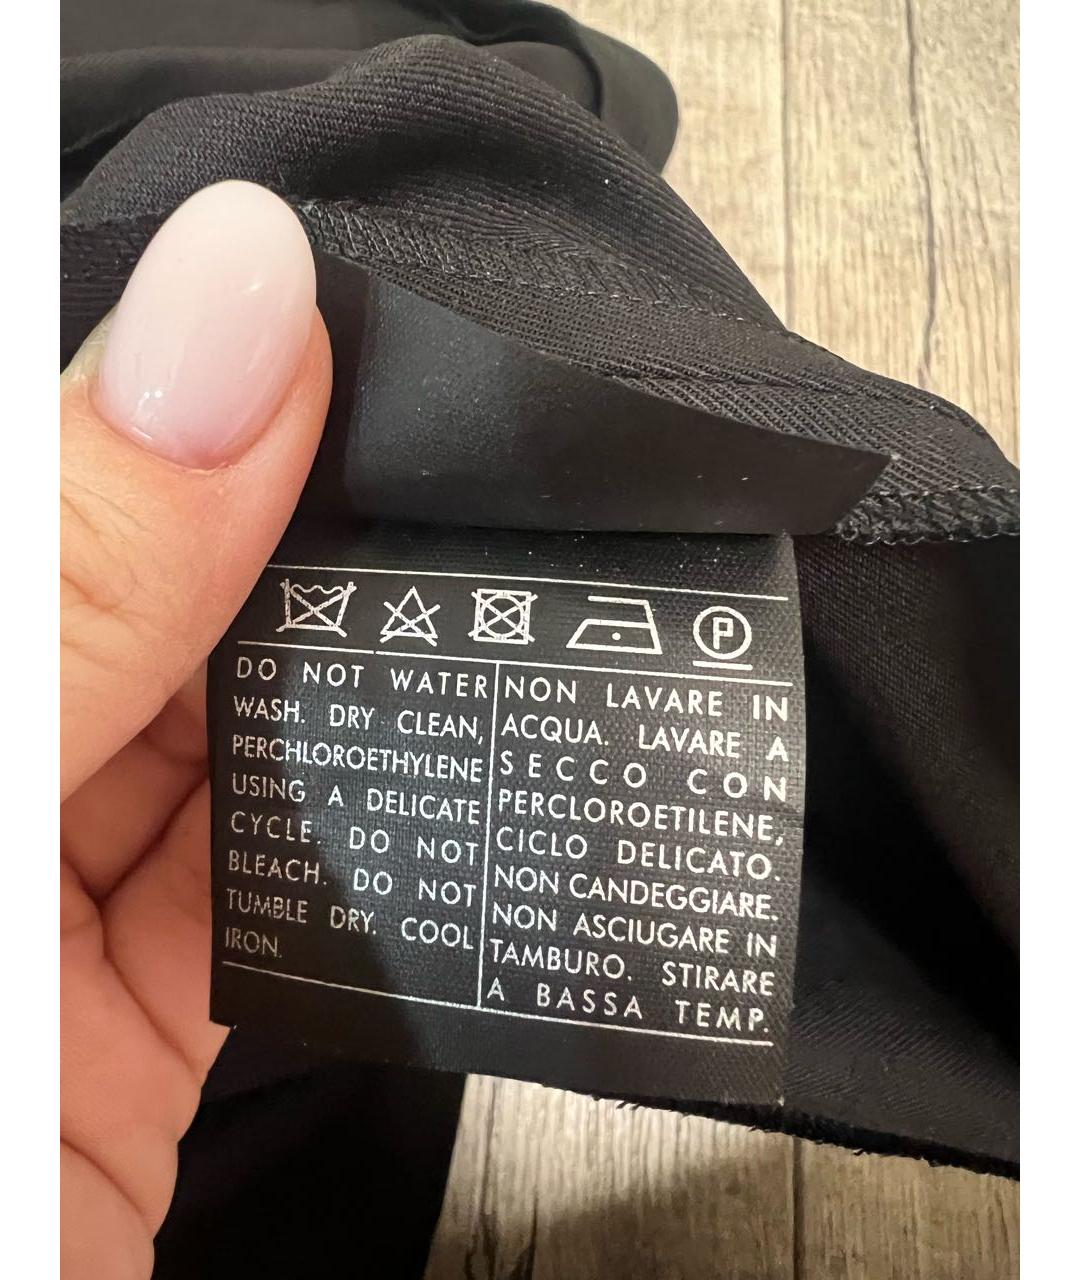 P
DO NOT WATER
WASH. DRY CLEAN,
PERCHLOROETHYLENE
USING A DELICATE
CYCLE. DO NOT
BLEACH. DO NOT
TUMBLE DRY. COOL
IRON.
NON LAVARE IN
ACQUA. LAVARE A
SECCO CON
PERCLOROETILENE,
CICLO DELICATO.
NON CANDEGGIARE.
NON ASCIUGARE IN
TAMBURO. STIRARE
A BASSA TEMP.